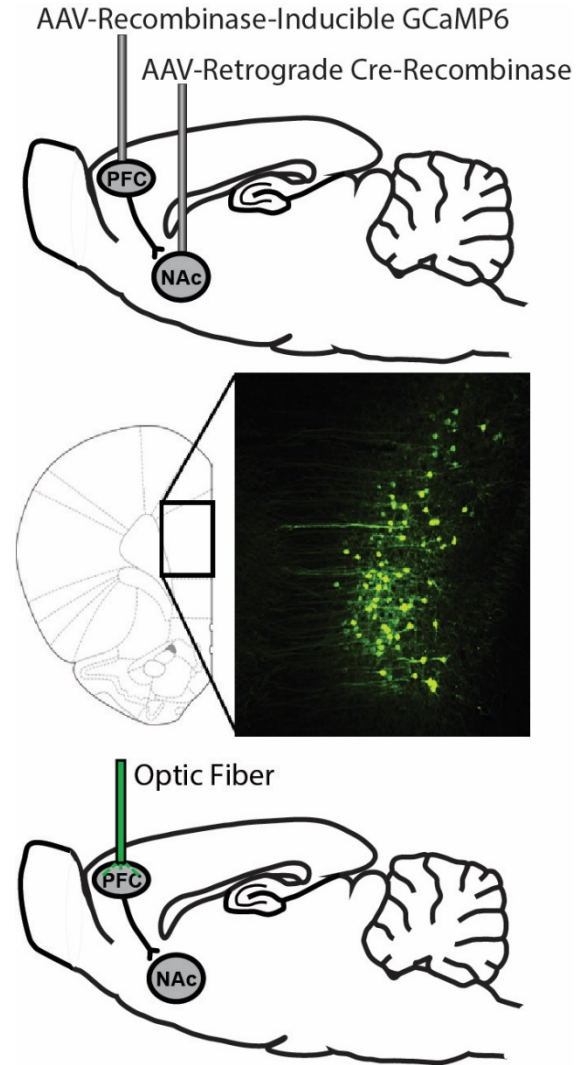 AAV-Recombinase-Inducible GCaMP6
AAV-Retrograde Cre-Recombinase
PFC
NAc
Optic Fiber
PFC
NAc